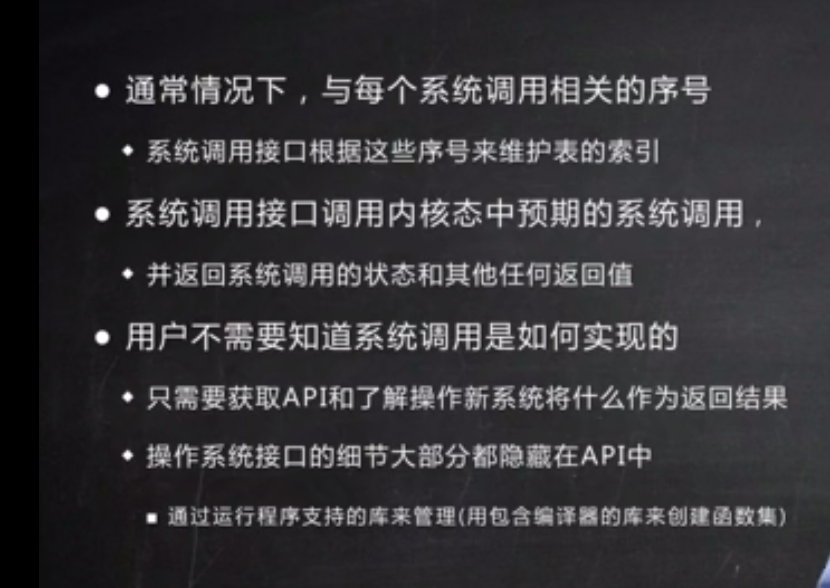 通常情况下，与每个系统调用相关的序号
系统调用接口根据这些序号来维护表的索引
系统调用接口调用内核态中预期的系统调用，
并返回系统调用的状态和其他任何返回值
用户不需要知道系统调用是如何实现的
只需要获取API和了解操作新系统将什么作为返回结果
操作系统接口的细节大部分都隐藏在API中
通过运行程序支持的库来管理(用包含编译器的库来创建函数集)